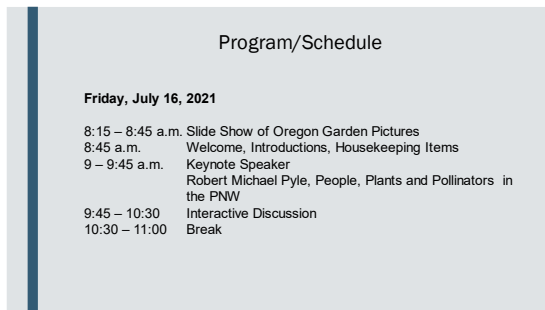 Program/Schedule
Friday, July 16, 2021
8:15 – 8:45 a.m. Slide Show of Oregon Garden Pictures
8:45 a.m. Welcome, Introductions, Housekeeping Items
9 – 9:45 a.m. Keynote Speaker
Robert Michael Pyle, People, Plants and Pollinators in
the PNW
9:45 – 10:30 Interactive Discussion
10:30 – 11:00 Break